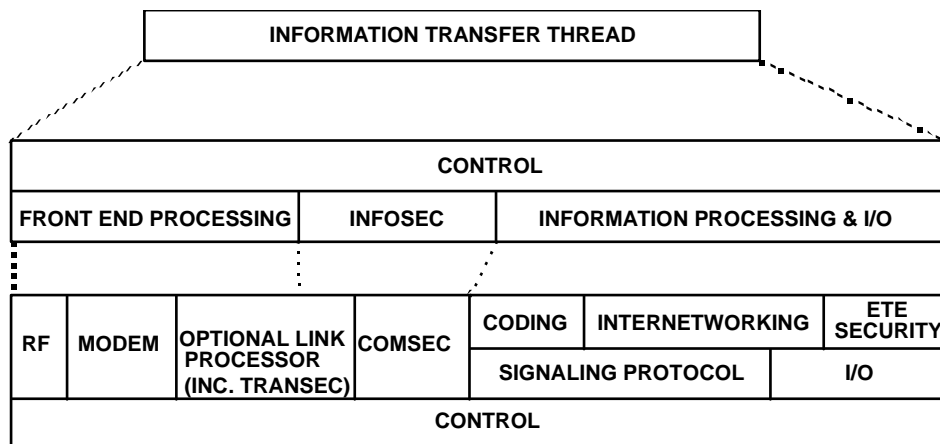 INFORMATION TRANSFER THREAD
CONTROL
FRONT END PROCESSING
INFOSEC
INFORMATION PROCESSING & I/O
RF
MODEM
OPTIONAL LINK
PROCESSOR
(INC. TRANSEC)
COMSEC
CODING
INTERNETWORKING
ETE
SECURITY
SIGNALING PROTOCOL
I/O
CONTROL